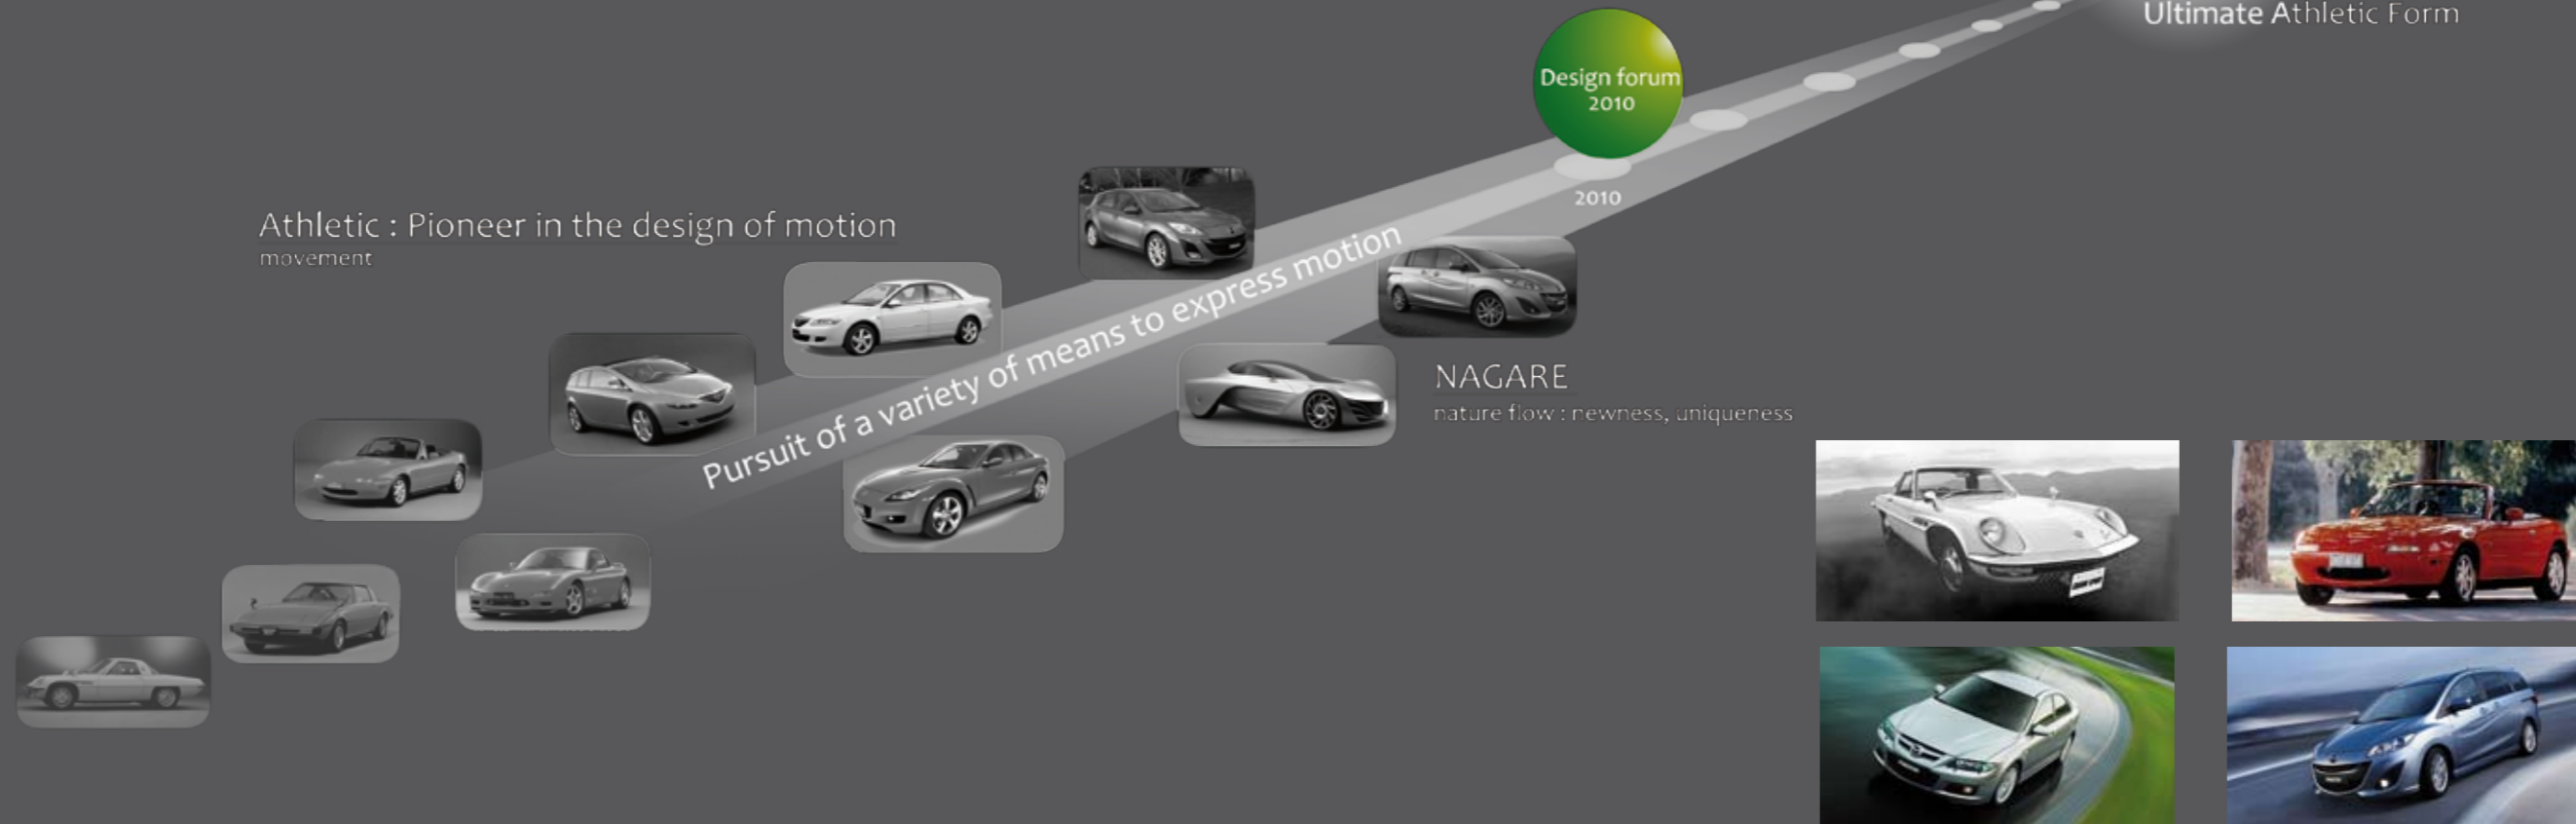 Ultimate Athletic Form
Design forum
2010
2010
Athletic : Pioneer in the design of motion
movement
Pursuit of a variety of means to express motion
NAGARE
nature flow : newness, uniqueness